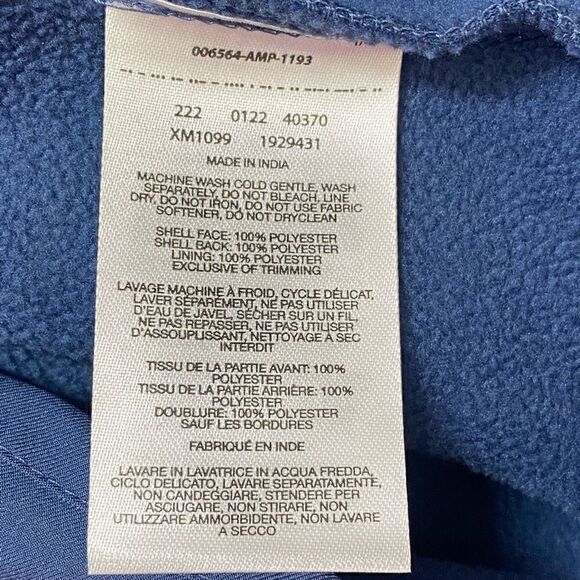 006564-AMP-1193
222 0122 40370
XM1099 1929431
MADE IN INDIA
MACHINE WASH COLD GENTLE, WASH
SEPARATELY, DO NOT BLEACH, LINE
DRY, DO NOT IRON, DO NOT USE FABRIC
SOFTENER, DO NOT DRYCLEAN
SHELL FACE: 100% POLYESTER
SHELL BACK: 100% POLYESTER
LINING: 100% POLYESTER
EXCLUSIVE OF TRIMMING
LAVAGE MACHINE À FROID, CYCLE DÉLICAT,
LAVER SÉPARÉMENT, NE PAS UTILISER
D'EAU DE JAVEL, SÉCHER SUR UN FIL,
NE PAS REPASSER, NE PAS UTILISER
D'ASSOUPLISSANT, NETTOYAGE À SEC
INTERDIT
TISSU DE LA PARTIE AVANT: 100%
POLYESTER
TISSU DE LA PARTIE ARRIÈRE: 100%
POLYESTER
DOUBLURE: 100% POLYESTER
SAUF LES BORDURES
FABRIQUÉ EN INDE
LAVARE IN LAVATRICE IN ACQUA FREDDA,
CICLO DELICATO, LAVARE SEPARATAMENTE,
NON CANDEGGIARE, STENDERE PER
ASCIUGARE, NON STIRARE, NON
UTILIZZARE AMMORBIDENTE, NON LAVARE
A SECCO